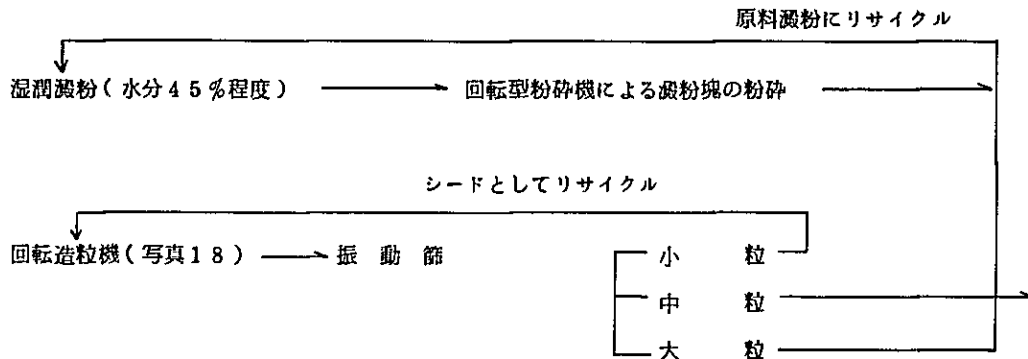 原料澱粉にリサイクル
湿潤澱粉(水分45%程度) 回転型粉砕機による澱粉塊の粉砕
シードとしてリサイクル
回転造粒機(写真18) 振動篩 小粒
中粒
大粒